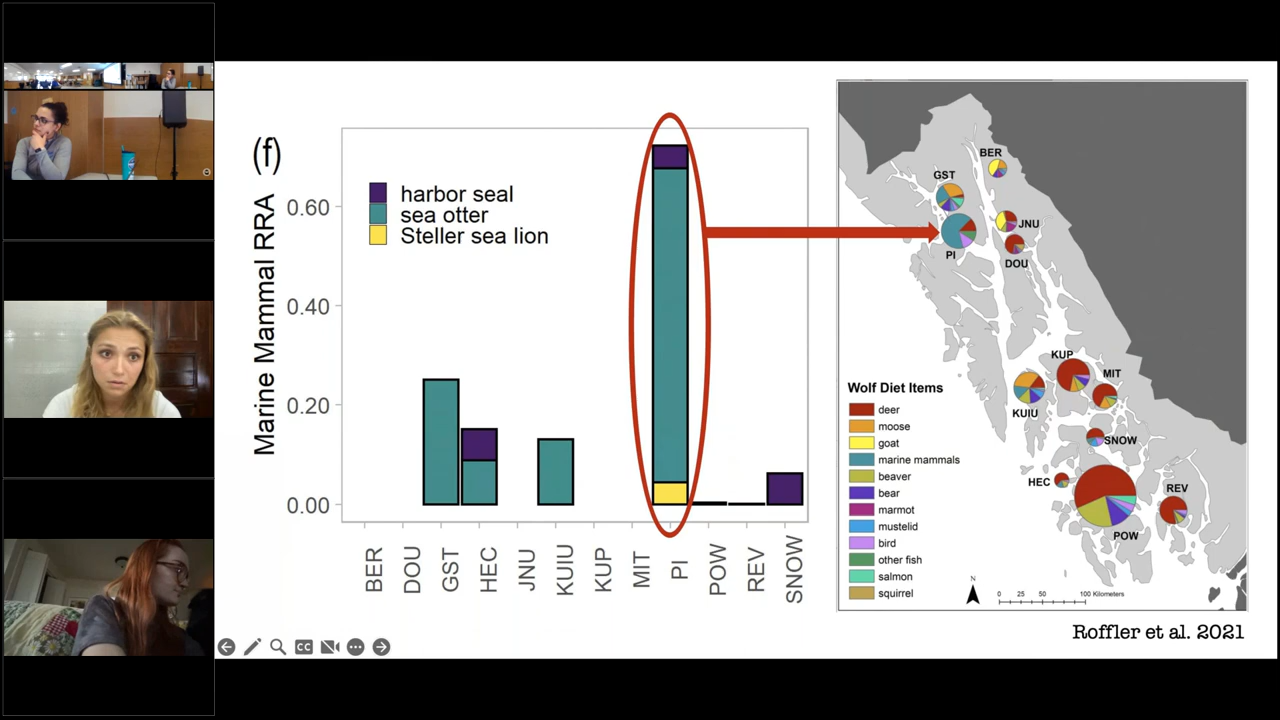 (f)
Marine Mammal RRA
harbor seal
sea otter
Steller sea lion
0.60
0.40
0.20
0.00
BER
DOU
GST
HEC
JNU
KUIU
KUP
MIT
PI
POW
REV
SNOW
BER
GST
JNU
PI
DOU
KUP
MIT
KUIU
SNOW
HEC
REV
POW
Wolf Diet Items
deer
moose
goat
marine mammals
beaver
bear
marmot
mustelid
bird
other fish
salmon
squirrel
N
0 25 50 100 Kilometers
Roffler et al. 2021
CC